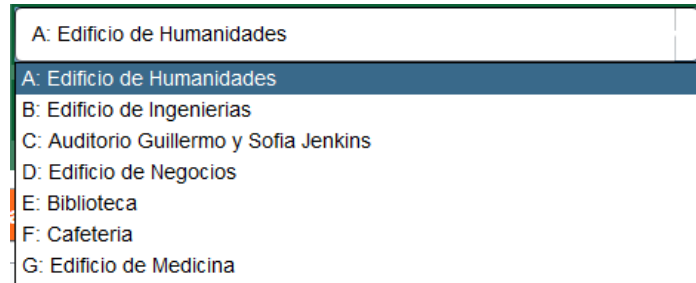 A: Edificio de Humanidades
A: Edificio de Humanidades
B: Edificio de Ingenierias
C: Auditorio Guillermo y Sofia Jenkins
D: Edificio de Negocios
E: Biblioteca
F: Cafeteria
G: Edificio de Medicina